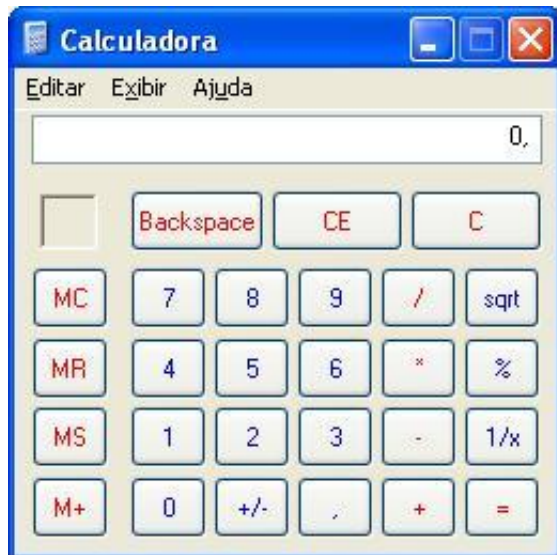 Calculadora
Editar Exibir Ajuda
0,
Backspace CE C
MC 7 8 9 / sqrt
MR 4 5 6 * %
MS 1 2 3 - 1/x
M+ 0 +/- , + =